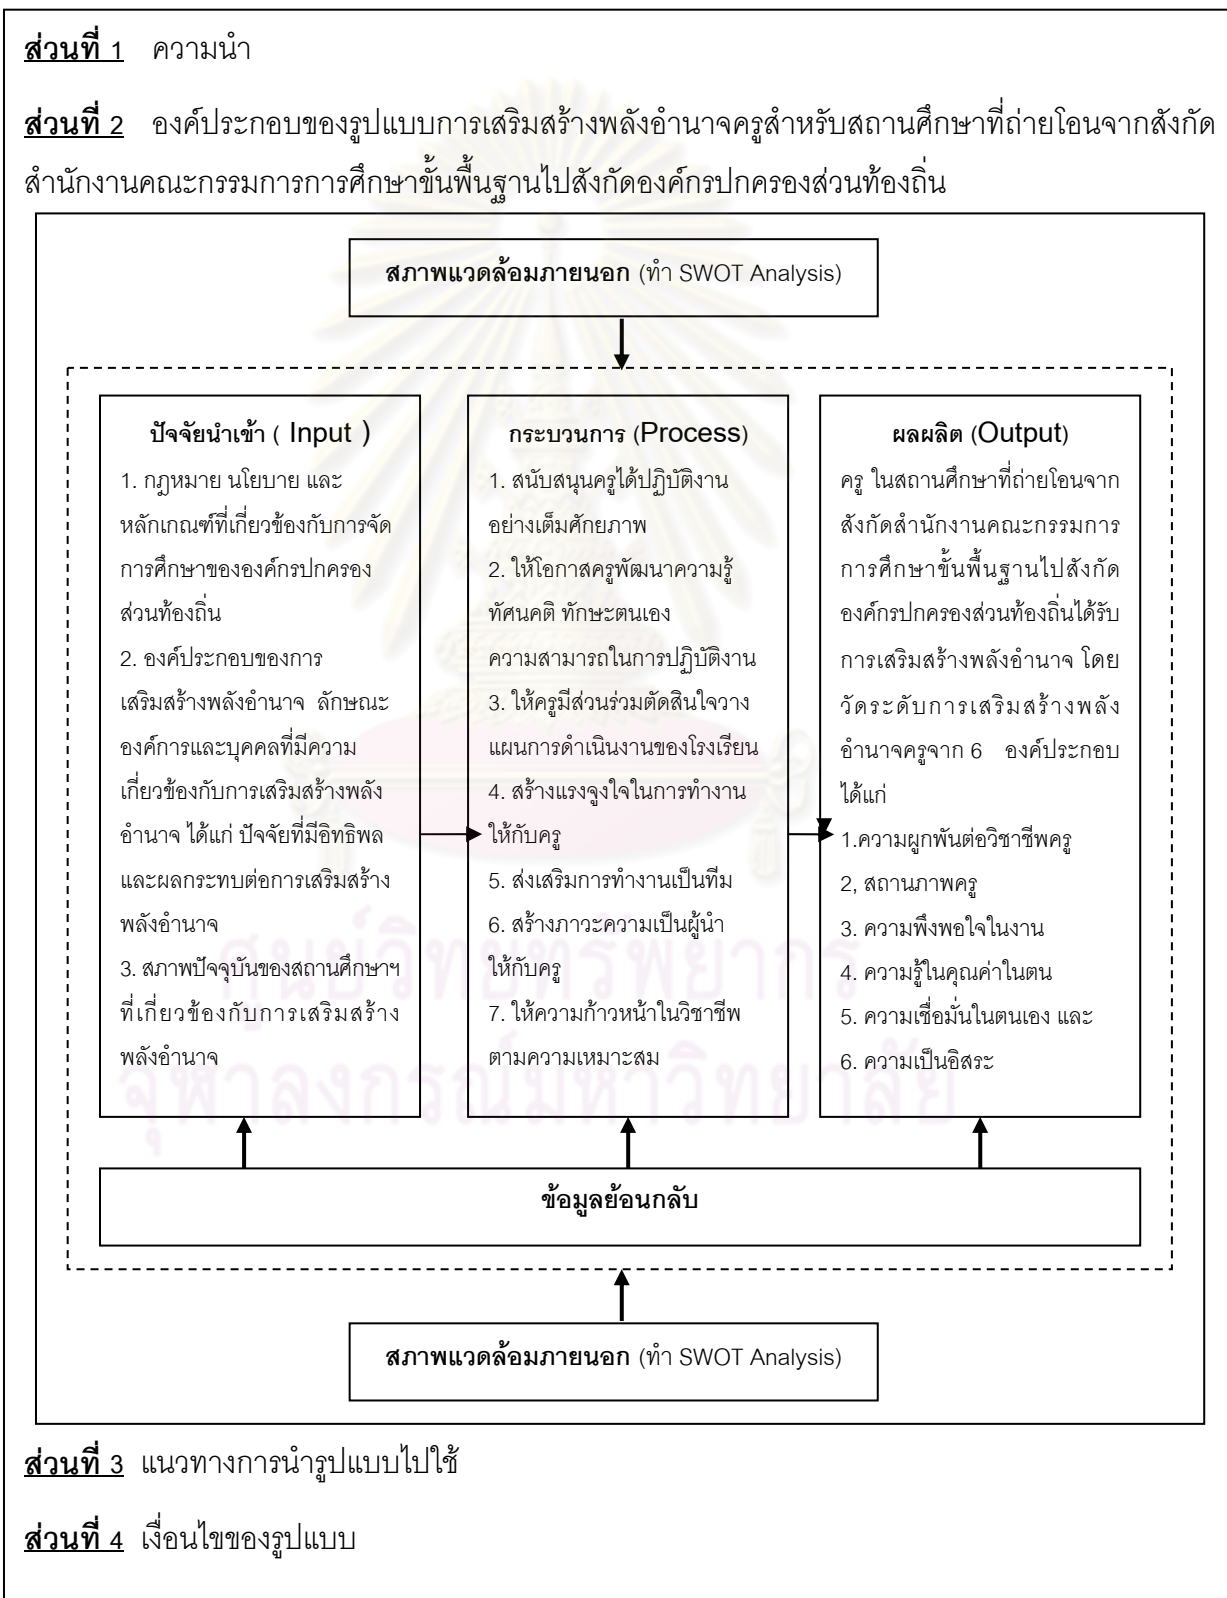 ส่วนที่ 1 ความนำ
ส่วนที่ 2 องค์ประกอบของรูปแบบการเสริมสร้างพลังอำนาจครูสำหรับสถานศึกษาที่ถ่ายโอนจากสังกัด
สำนักงานคณะกรรมการการศึกษาขั้นพื้นฐานไปสังกัดองค์กรปกครองส่วนท้องถิ่น
สภาพแวดล้อมภายนอก (ทำ SWOT Analysis)
ปัจจัยนำเข้า ( Input )
1. กฎหมาย นโยบาย และ
หลักเกณฑ์ที่เกี่ยวข้องกับการจัด
การศึกษาขององค์กรปกครอง
ส่วนท้องถิ่น
2. องค์ประกอบของการ
เสริมสร้างพลังอำนาจ ลักษณะ
องค์การและบุคคลที่มีความ
เกี่ยวข้องกับการเสริมสร้างพลัง
อำนาจ ได้แก่ ปัจจัยที่มีอิทธิพล
และผลกระทบต่อการเสริมสร้าง
พลังอำนาจ
3. สภาพปัจจุบันของสถานศึกษาฯ
ที่เกี่ยวข้องกับการเสริมสร้าง
พลังอำนาจ
กระบวนการ (Process)
1. สนับสนุนครูได้ปฏิบัติงาน
อย่างเต็มศักยภาพ
2. ให้โอกาสครูพัฒนาความรู้
ทัศนคติ ทักษะตนเอง
ความสามารถในการปฏิบัติงาน
3. ให้ครูมีส่วนร่วมตัดสินใจวาง
แผนการดำเนินงานของโรงเรียน
4. สร้างแรงจูงใจในการทำงาน
ให้กับครู
5. ส่งเสริมการทำงานเป็นทีม
6. สร้างภาวะความเป็นผู้นำ
ให้กับครู
7. ให้ความก้าวหน้าในวิชาชีพ
ตามความเหมาะสม
ผลผลิต (Output)
ครู ในสถานศึกษาที่ถ่ายโอนจาก
สังกัดสำนักงานคณะกรรมการ
การศึกษาขั้นพื้นฐานไปสังกัด
องค์กรปกครองส่วนท้องถิ่นได้รับ
การเสริมสร้างพลังอำนาจ โดย
วัดระดับการเสริมสร้างพลัง
อำนาจครูจาก 6 องค์ประกอบ
ได้แก่
1.ความผูกพันต่อวิชาชีพครู
2, สถานภาพครู
3. ความพึงพอใจในงาน
4. ความรู้ในคุณค่าในตน
5. ความเชื่อมั่นในตนเอง และ
6. ความเป็นอิสระ
ศูนย์วิทยทรัพยากร
จุฬาลงกรณ์มหาวิทยาลัย
ข้อมูลย้อนกลับ
สภาพแวดล้อมภายนอก (ทำ SWOT Analysis)
ส่วนที่ 3 แนวทางการนำรูปแบบไปใช้
ส่วนที่ 4 เงื่อนไขของรูปแบบ